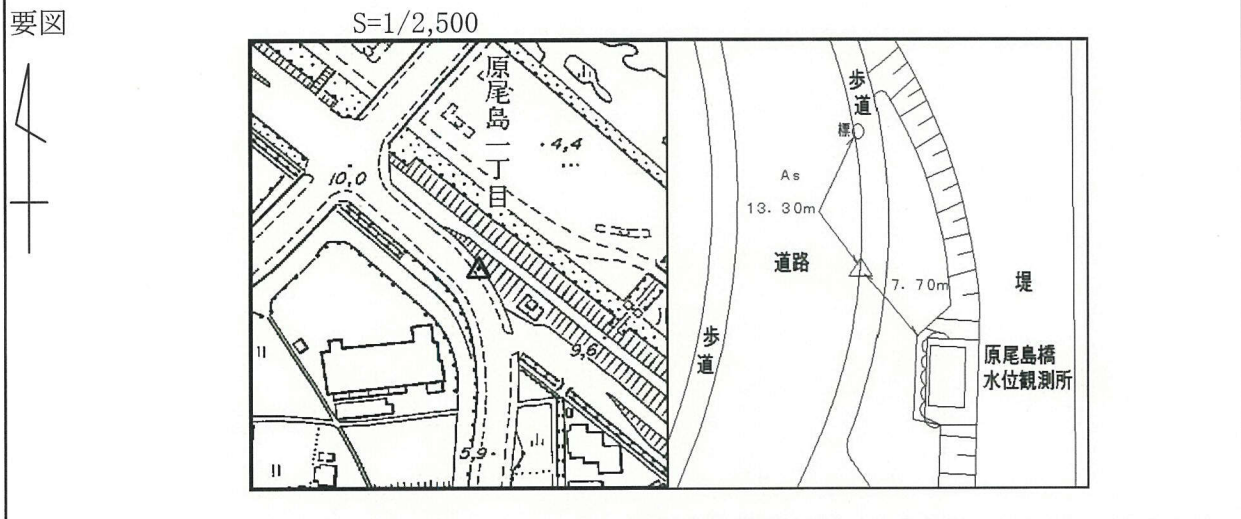 要図
S=1/2,500
原尾島一丁目
4,4
10,0
9,6
5,9
歩道
標
As
13.30m
道路
7.70m
堤
歩道
原尾島橋
水位観測所